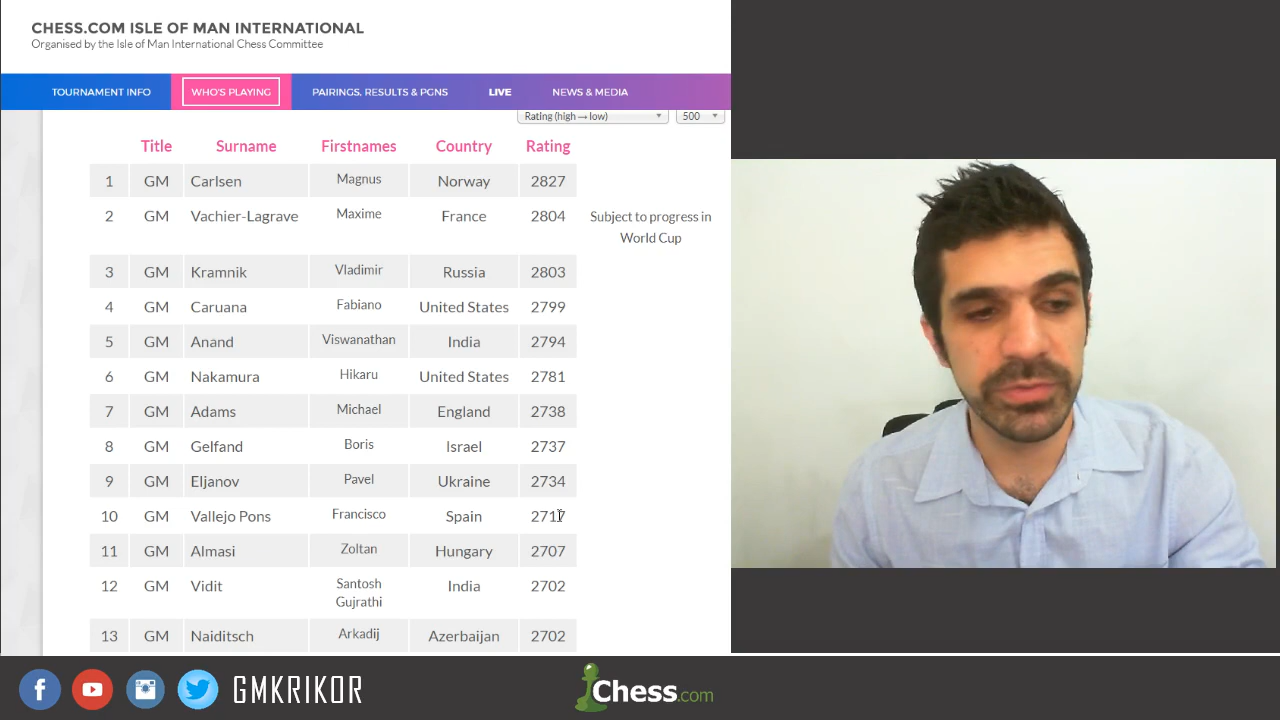 CHESS.COM ISLE OF MAN INTERNATIONAL
Organised by the Isle of Man International Chess Committee
TOURNAMENT INFO WHO'S PLAYING PAIRINGS, RESULTS & PGNS LIVE NEWS & MEDIA
Rating (high → low) 500
Title Surname Firstnames Country Rating
1 GM Carlsen Magnus Norway 2827
2 GM Vachier-Lagrave Maxime France 2804 Subject to progress in
World Cup
3 GM Kramnik Vladimir Russia 2803
4 GM Caruana Fabiano United States 2799
5 GM Anand Viswanathan India 2794
6 GM Nakamura Hikaru United States 2781
7 GM Adams Michael England 2738
8 GM Gelfand Boris Israel 2737
9 GM Eljanov Pavel Ukraine 2734
10 GM Vallejo Pons Francisco Spain
11 GM Almasi Zoltan Hungary 2707
12 GM Vidit Santosh India 2702
Gujrathi
13 GM Naiditsch Arkadij Azerbaijan 2702
GMKRIKOR Chess.com